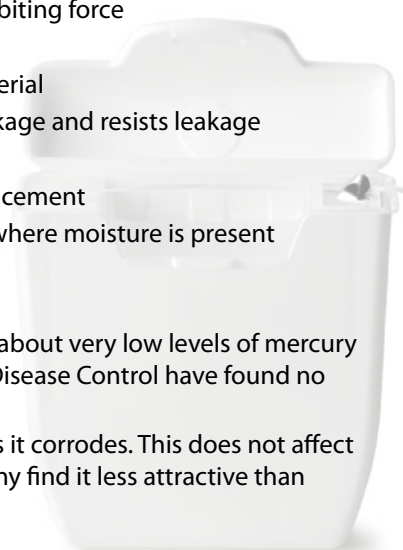 biting force
erial
kage and resists leakage
cement
where moisture is present
about very low levels of mercury
Disease Control have found no
s it corrodes. This does not affect
ny find it less attractive than